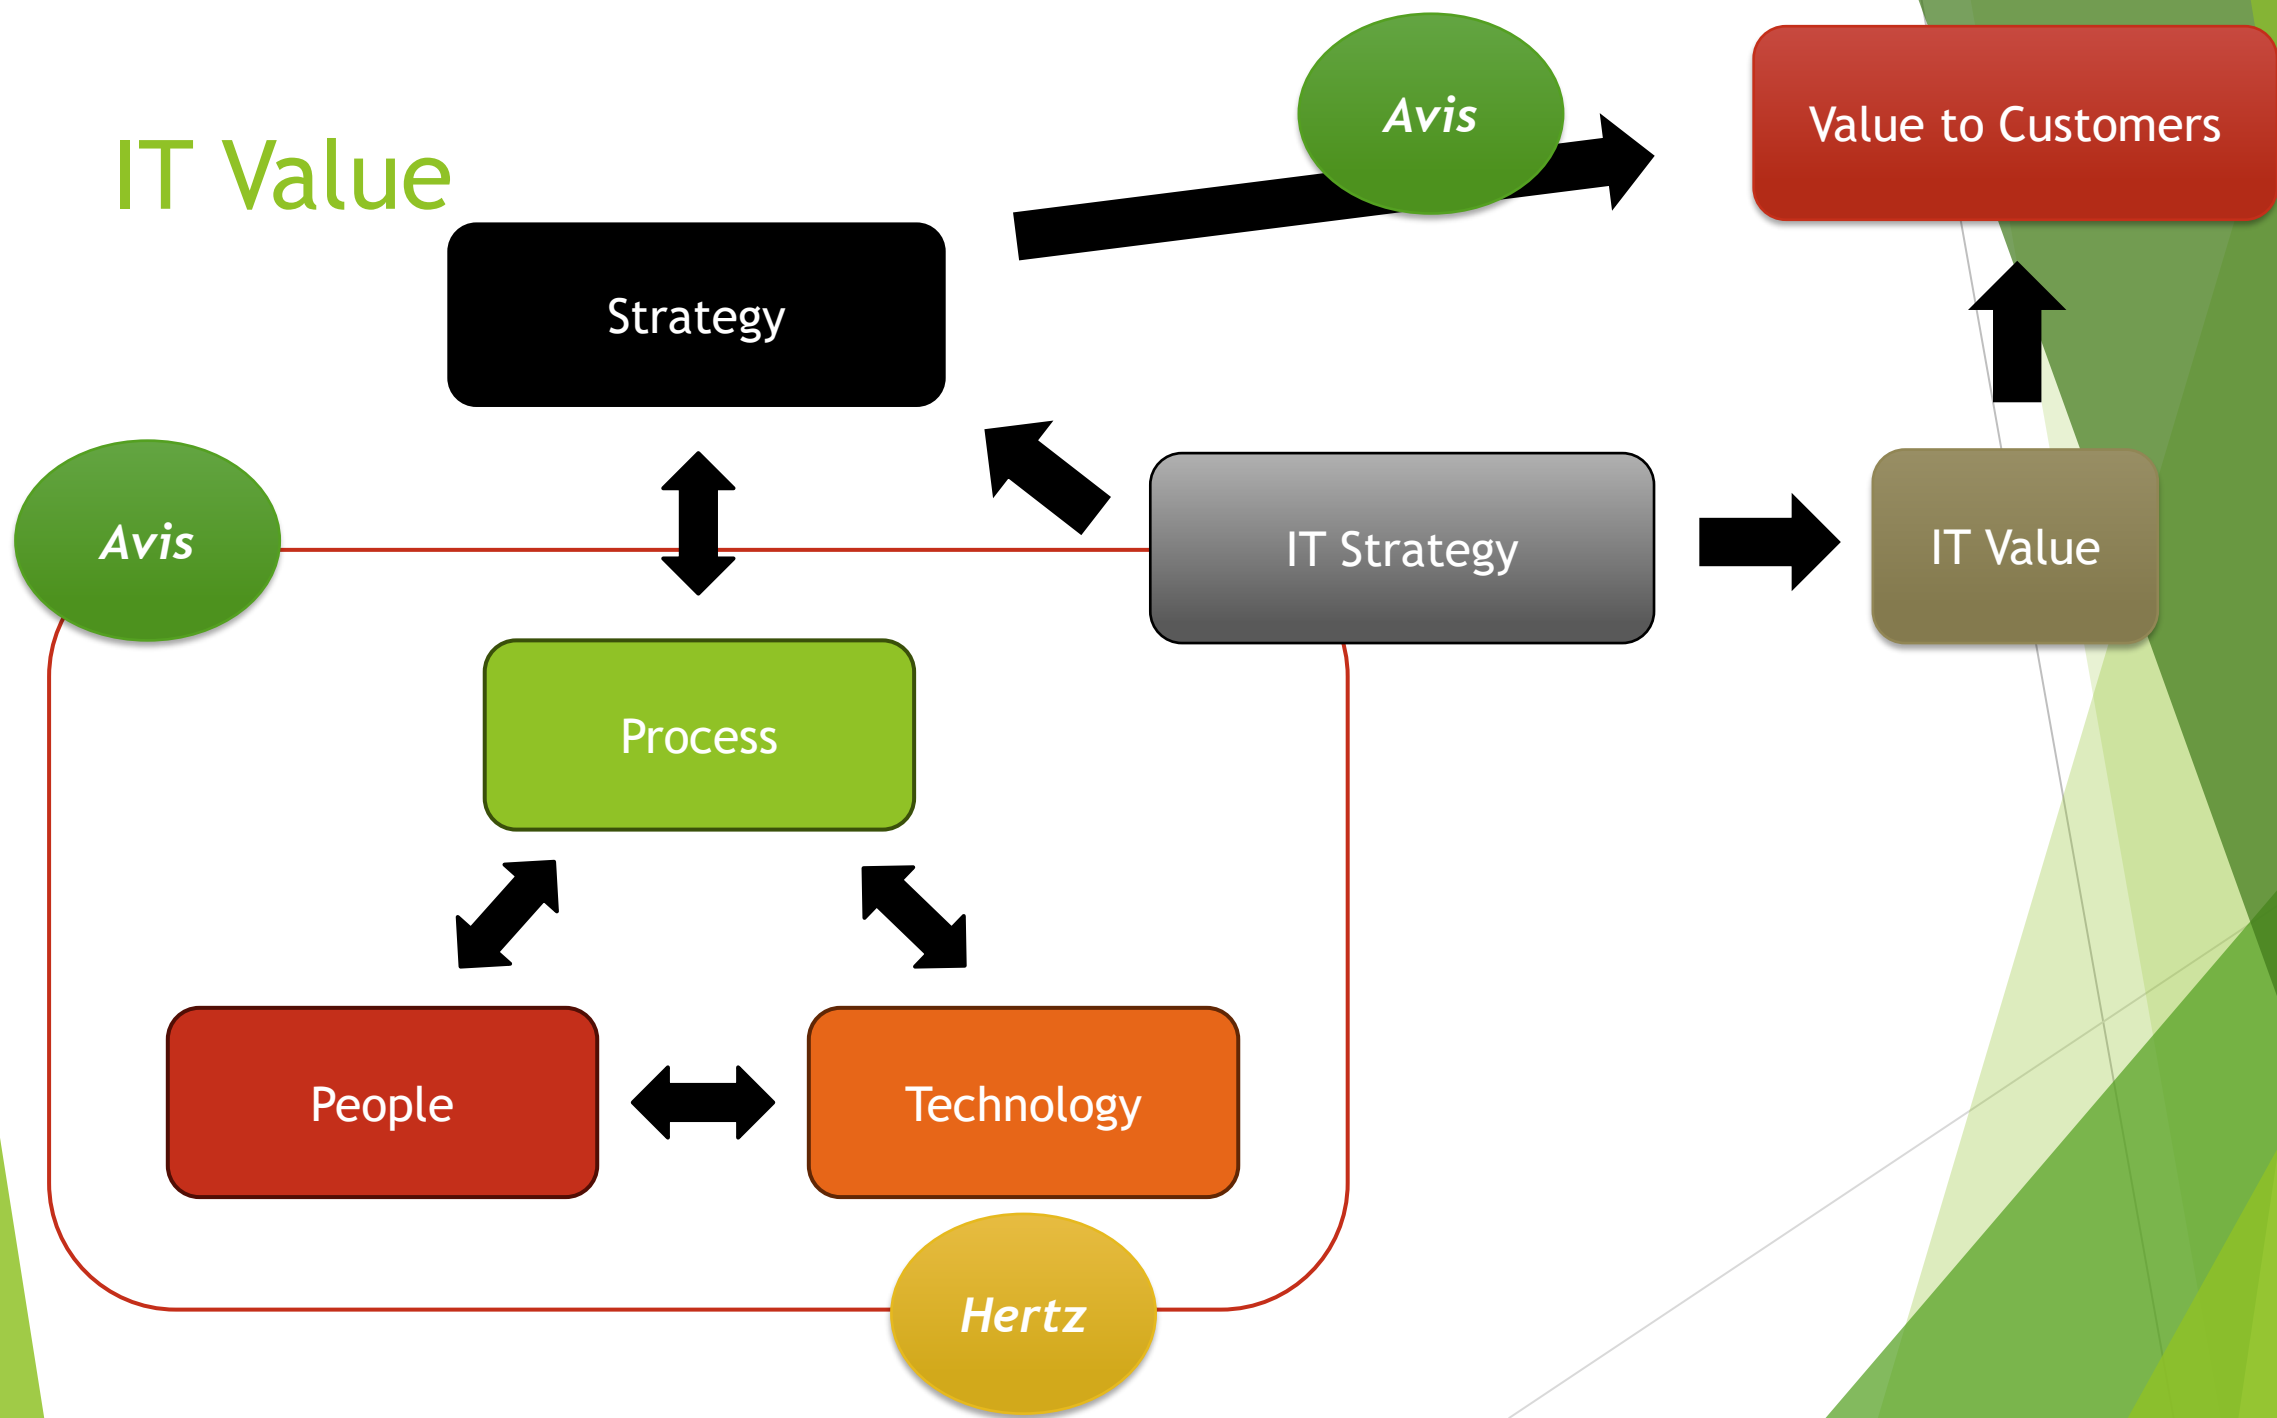 IT Value
Avis
Value to Customers
Strategy
Avis
IT Strategy
IT Value
Process
People
Technology
Hertz